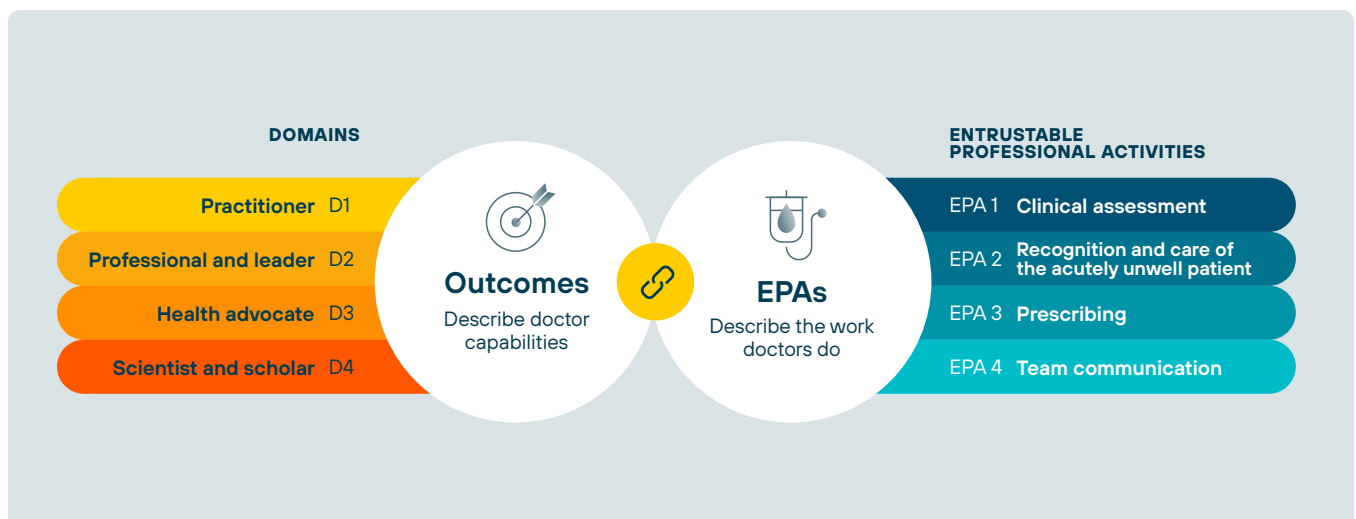 DOMAINS
Practitioner D1
Professional and leader D2
Health advocate D3
Scientist and scholar D4
Outcomes
Describe doctor
capabilities
EPAs
Describe the work
doctors do
ENTRUSTABLE
PROFESSIONAL ACTIVITIES
EPA 1 Clinical assessment
EPA 2 Recognition and care of
the acutely unwell patient
EPA 3 Prescribing
EPA 4 Team communication